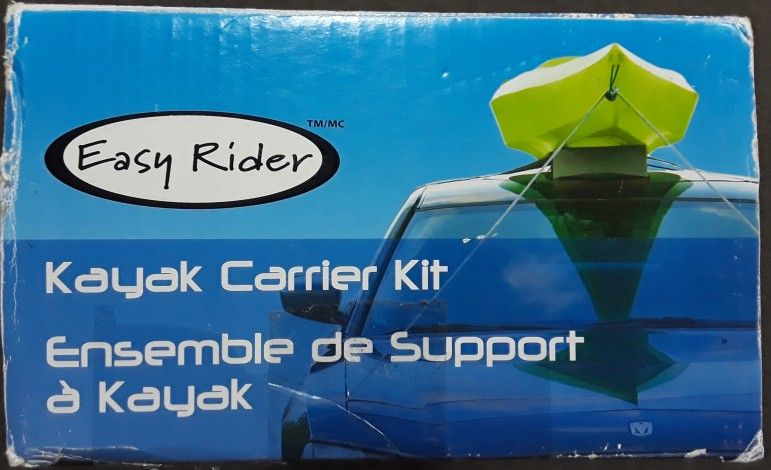 TM/MC
Easy Rider
Kayak Carrier Kit
Ensemble de Support
à Kayak